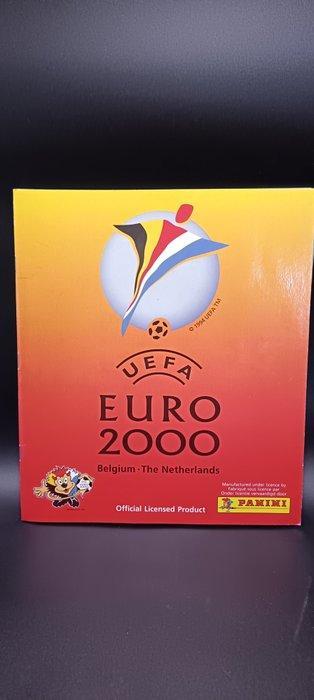 © 1994 UEFA TM
UEFA
EURO
2000
Belgium · The Netherlands
Manufactured under licence by
Fabriqué sous licence par
Onder licentie vervaardigd door
PANINI
Official Licensed Product